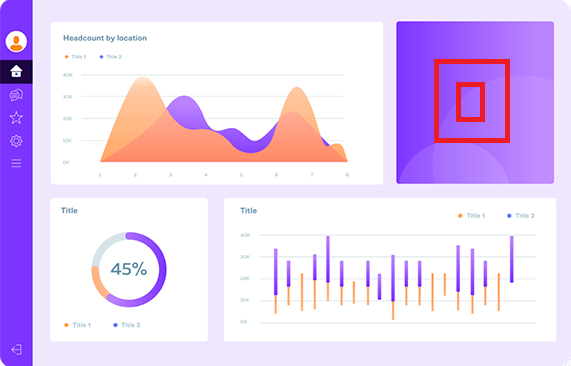 Headcount by location
Title 1 Title 2
40K
30K
20K
10K
0K
1 2 3 4 5 6 7 8
Title
45%
Title 1 Title 2
Title
Title 1 Title 2
40K
30K
20K
10K
0K